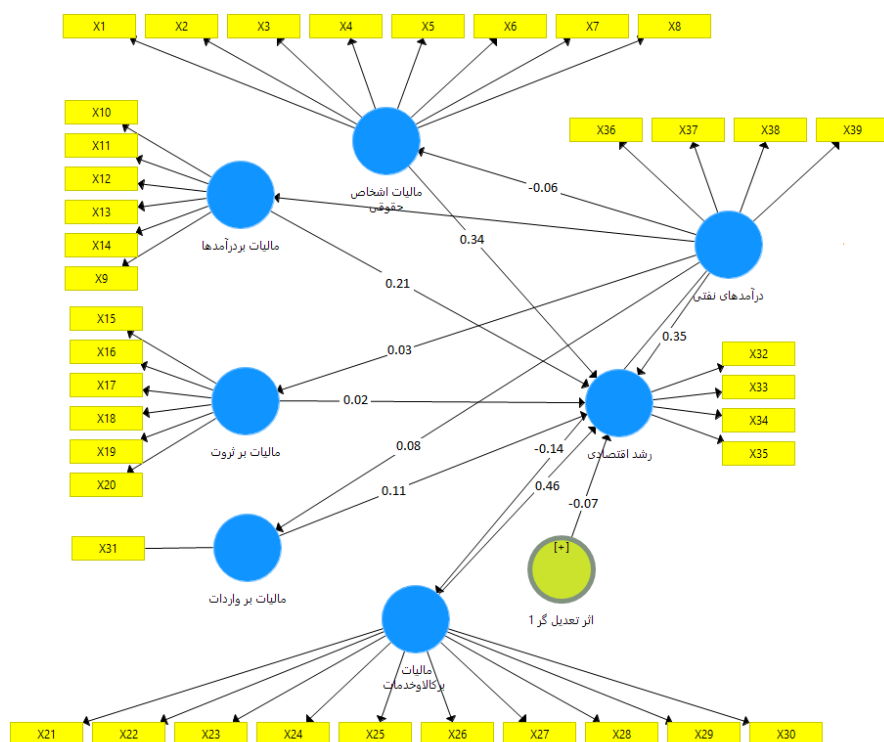 X1 X2 X3 X4 X5 X6 X7 X8
X10
X11
X12
X13
X14
X9
مالیات بردرآمدها
مالیات اشخاص
حقوقی
X36 X37 X38 X39
درآمدهای نفتی
-0.06
0.34
0.21
0.35
0.03
X15
X16
X17
X18
X19
X20
مالیات بر ثروت
0.02
X32
X33
X34
X35
رشد اقتصادی
0.08
-0.14
0.11
0.46
-0.07
X31
مالیات بر واردات
[+]
اثر تعدیل گر 1
مالیات
برکالاوخدمات
X21 X22 X23 X24 X25 X26 X27 X28 X29 X30